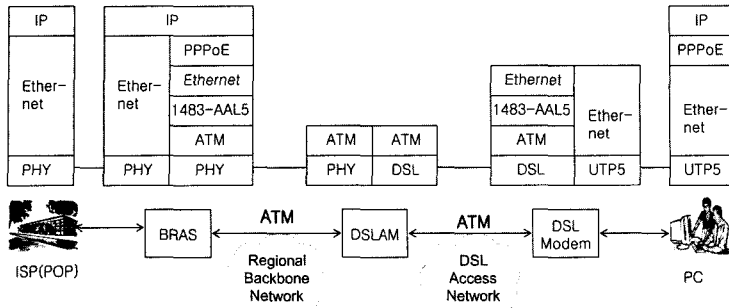 IP
Ether-
net
PHY
IP
Ether-
net
PPPoE
Ethernet
1483-AAL5
ATM
PHY
PHY
ATM
ATM
PHY
DSL
Ethernet
1483-AAL5
ATM
Ether-
net
DSL
UTP5
IP
PPPoE
Ether-
net
UTP5
ISP(POP)
BRAS
ATM
DSLAM
ATM
DSL
Modem
PC
Regional
Backbone
Network
DSL
Access
Network